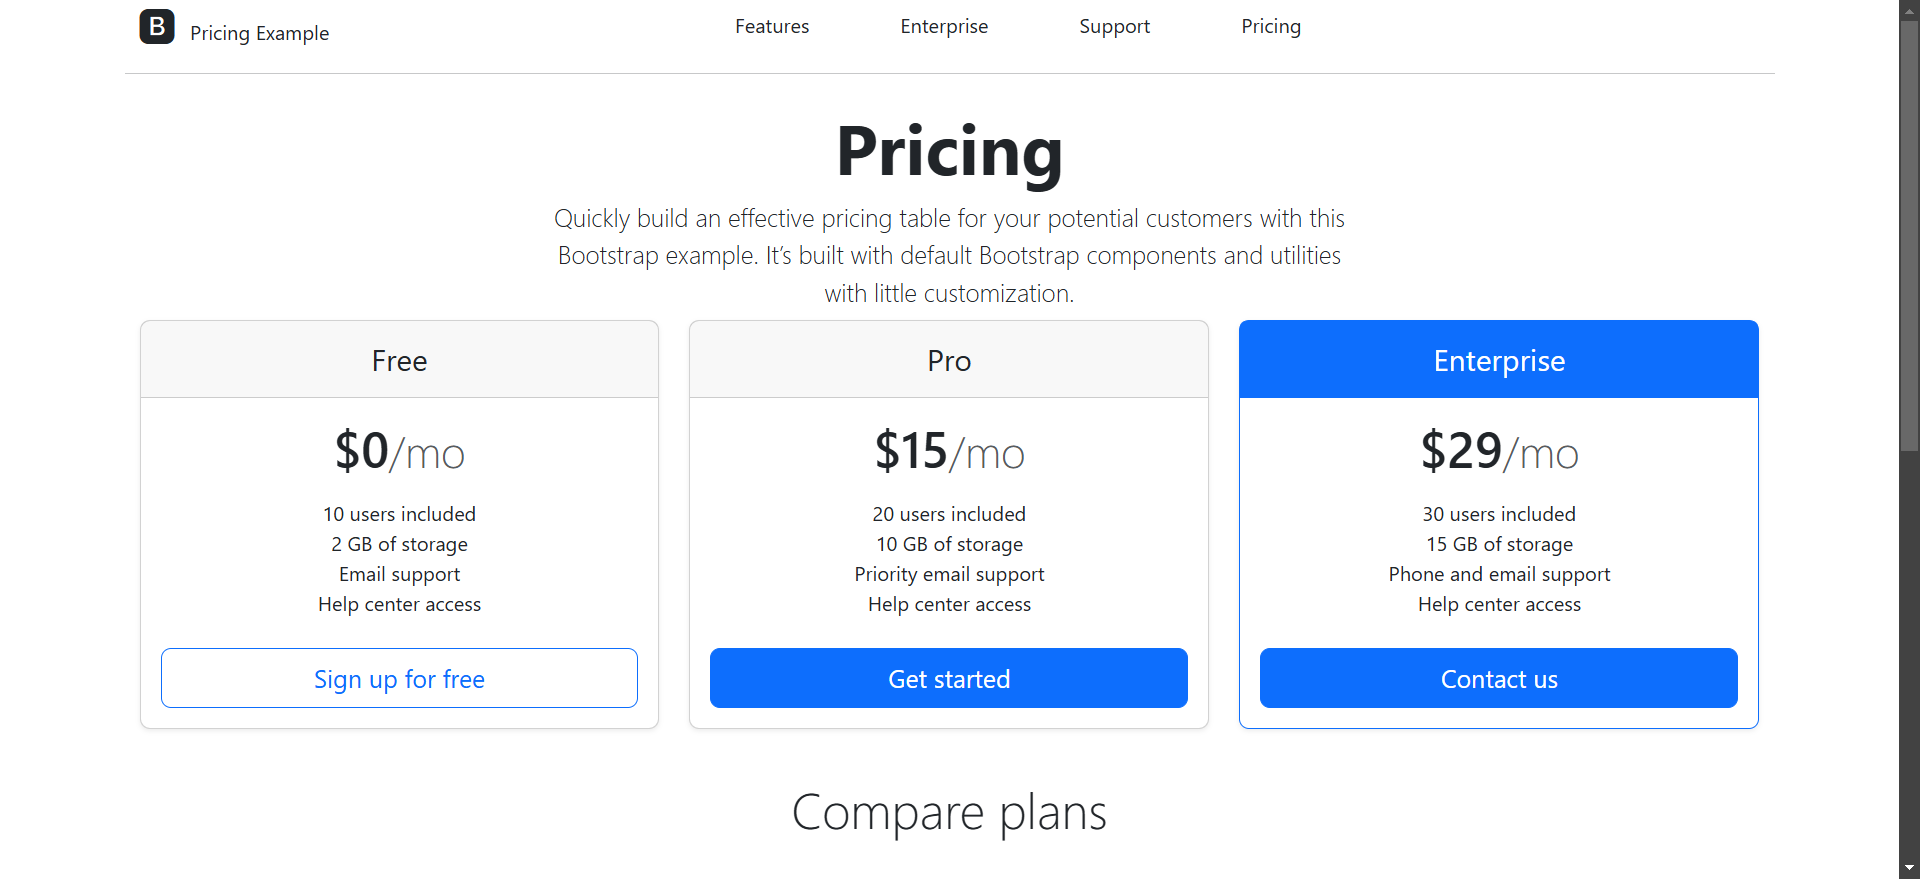 B Pricing Example
Features Enterprise Support Pricing
Pricing
Quickly build an effective pricing table for your potential customers with this
Bootstrap example. It’s built with default Bootstrap components and utilities
with little customization.
Free
$0/mo
10 users included
2 GB of storage
Email support
Help center access
Sign up for free
Pro
$15/mo
20 users included
10 GB of storage
Priority email support
Help center access
Get started
Enterprise
$29/mo
30 users included
15 GB of storage
Phone and email support
Help center access
Contact us
Compare plans